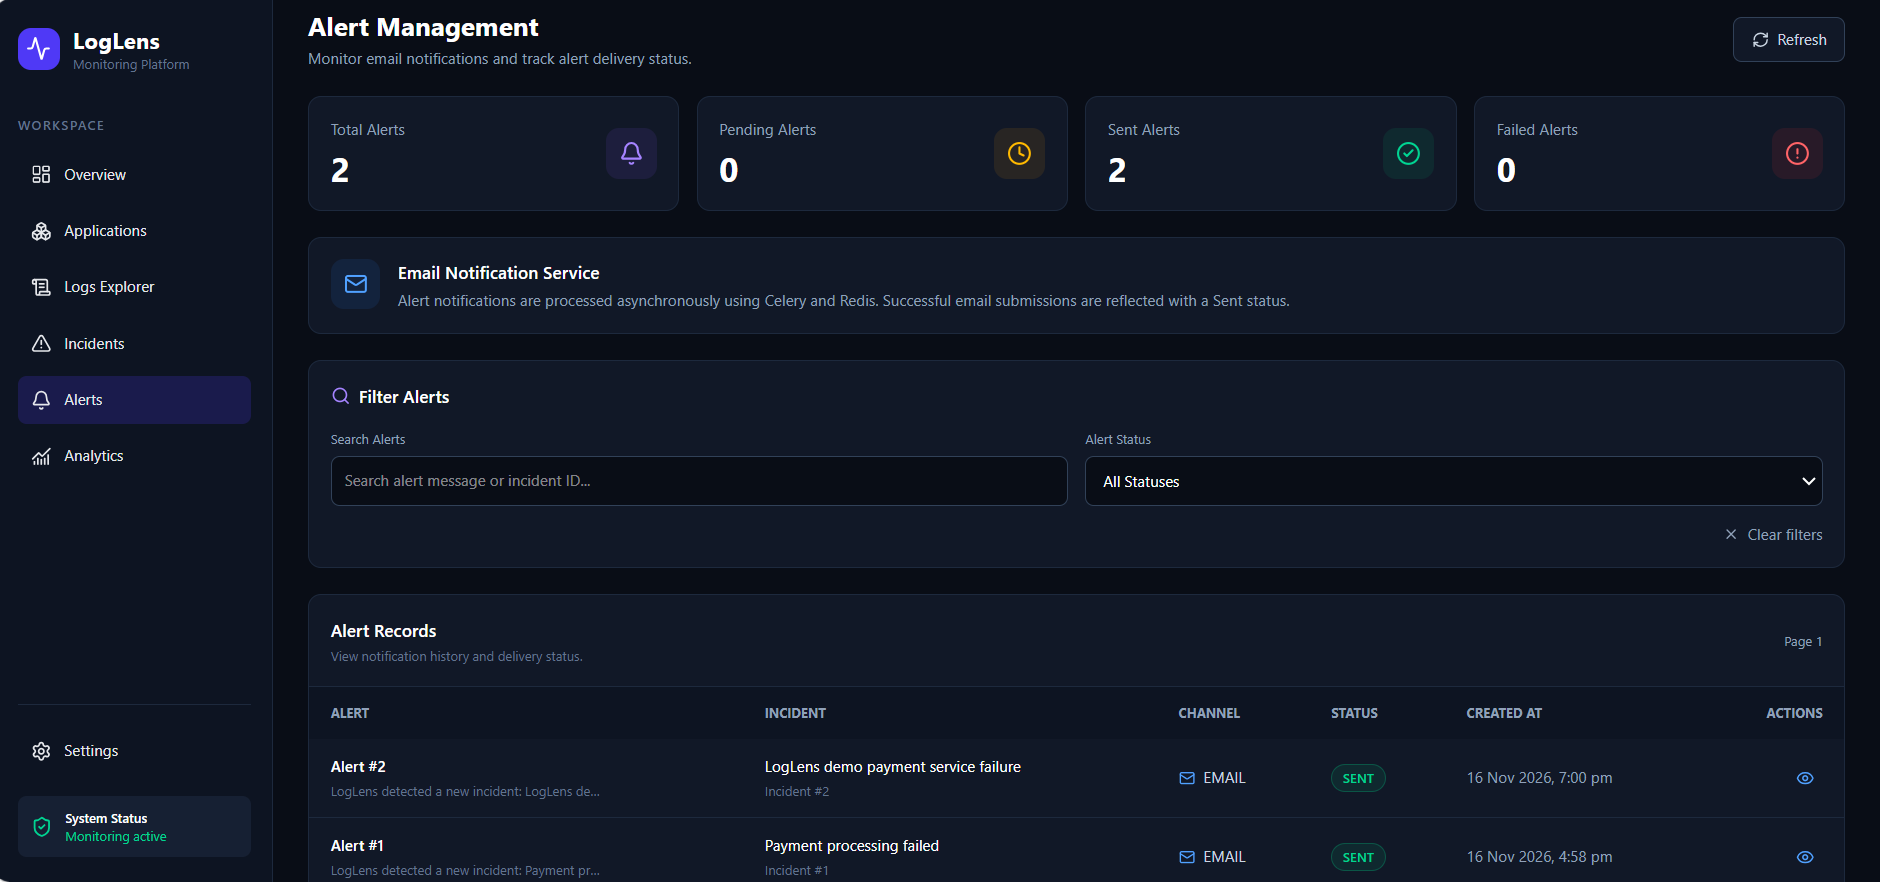 LogLens
Monitoring Platform
WORKSPACE
Overview
Applications
Logs Explorer
Incidents
Alerts
Analytics
Settings
System Status
Monitoring active
Alert Management
Monitor email notifications and track alert delivery status.
Refresh
Total Alerts
2
Pending Alerts
0
Sent Alerts
2
Failed Alerts
0
Email Notification Service
Alert notifications are processed asynchronously using Celery and Redis. Successful email submissions are reflected with a Sent status.
Filter Alerts
Search Alerts
Search alert message or incident ID...
Alert Status
All Statuses
Clear filters
Alert Records
View notification history and delivery status.
Page 1
ALERT INCIDENT CHANNEL STATUS CREATED AT ACTIONS
Alert #2 LogLens demo payment service failure EMAIL SENT 16 Nov 2026, 7:00 pm
LogLens detected a new incident: LogLens de... Incident #2
Alert #1 Payment processing failed EMAIL SENT 16 Nov 2026, 4:58 pm
LogLens detected a new incident: Payment pr... Incident #1